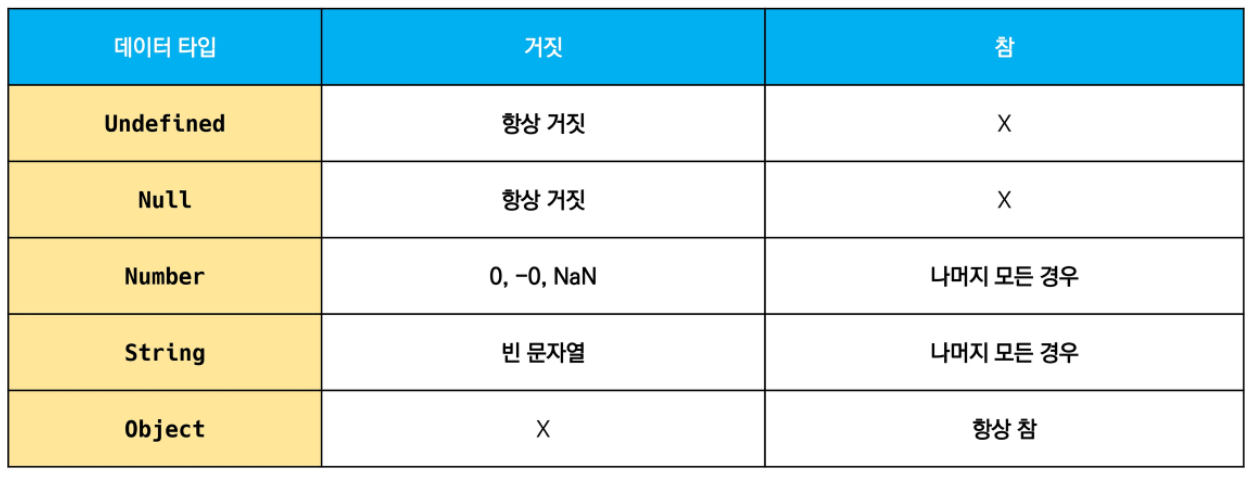 데이터 타입 거짓 참
Undefined 항상 거짓 X
Null 항상 거짓 X
Number 0, -0, NaN 나머지 모든 경우
String 빈 문자열 나머지 모든 경우
Object X 항상 참